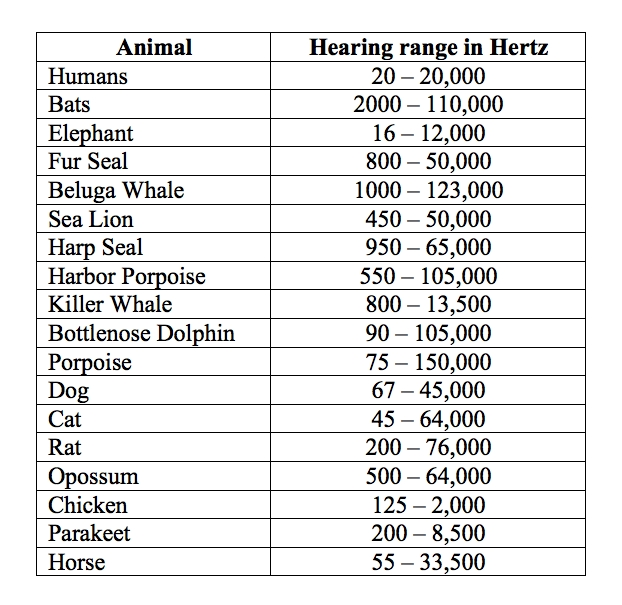 Animal Hearing range in Hertz
Humans 20 – 20,000
Bats 2000 – 110,000
Elephant 16 – 12,000
Fur Seal 800 – 50,000
Beluga Whale 1000 – 123,000
Sea Lion 450 – 50,000
Harp Seal 950 – 65,000
Harbor Porpoise 550 – 105,000
Killer Whale 800 – 13,500
Bottlenose Dolphin 90 – 105,000
Porpoise 75 – 150,000
Dog 67 – 45,000
Cat 45 – 64,000
Rat 200 – 76,000
Opossum 500 – 64,000
Chicken 125 – 2,000
Parakeet 200 – 8,500
Horse 55 – 33,500